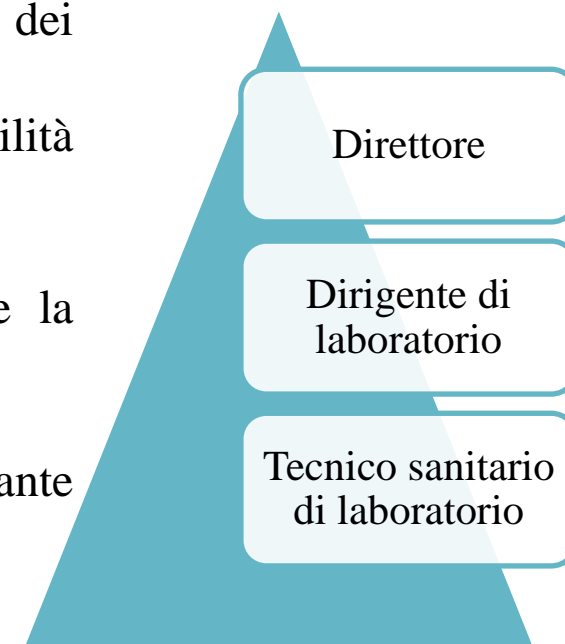 dei
ilità
e la
ante
Direttore
Dirigente di
laboratorio
Tecnico sanitario
di laboratorio